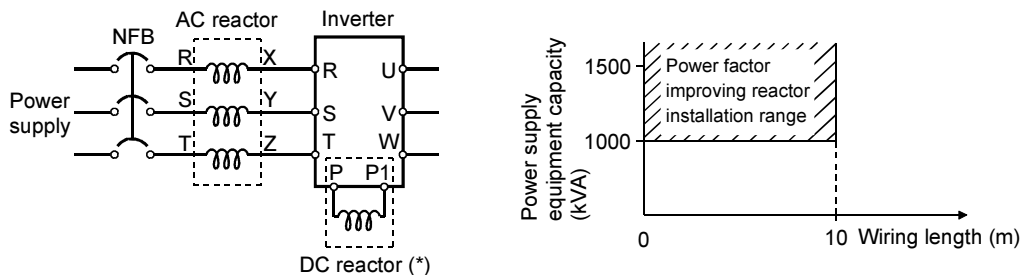 AC reactor
Inverter
NFB
R
X
R
U
Power
supply
S
Y
S
V
T
Z
T
W
P
P1
DC reactor (*)
Power supply
equipment capacity
(kVA)
1500
1000
Power factor
improving reactor
installation range
0
10
Wiring length (m)